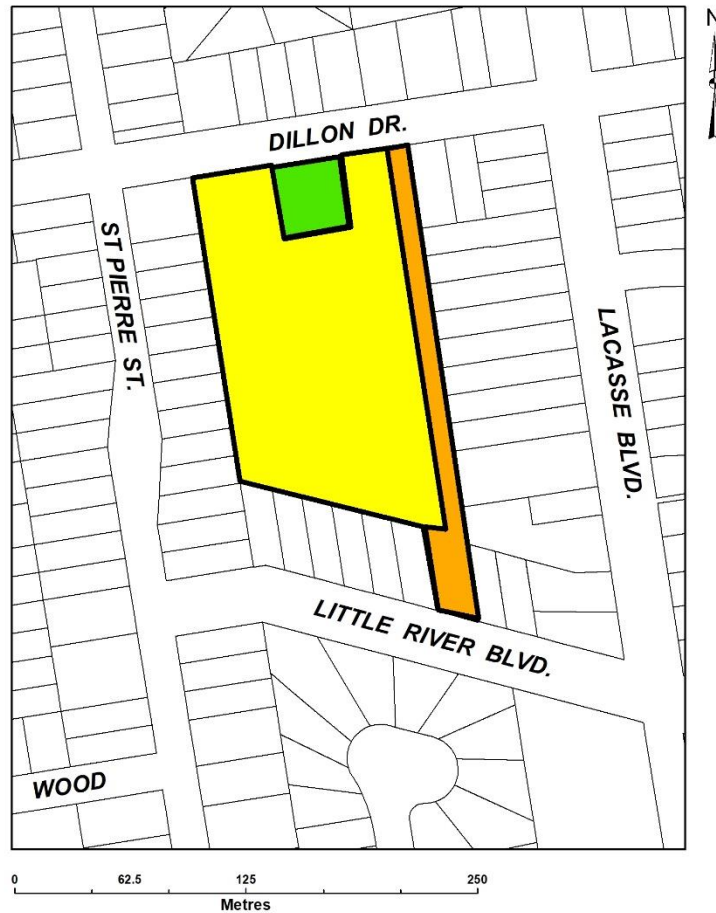 N
DILLON DR.
ST PIERRE ST.
LACASSE BLVD.
LITTLE RIVER BLVD.
WOOD
0 62.5 125 250
Metres